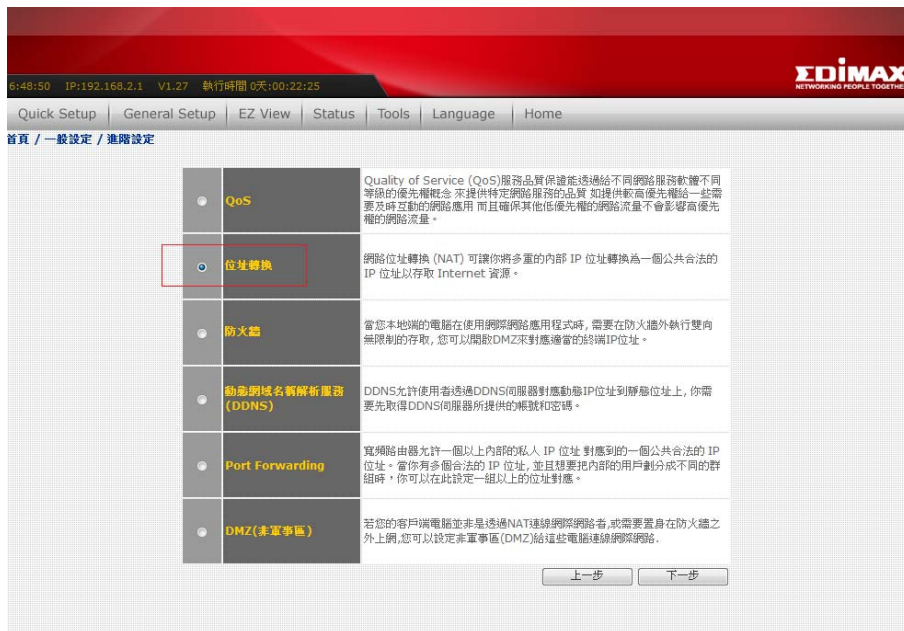 6:48:50 IP:192.168.2.1 V1.27 執行時間 0天:00:22:25
EDIMAX
NETWORKING PEOPLE TOGETHE
Quick Setup General Setup EZ View Status Tools Language Home
首頁 / 一般設定 / 進階設定
QoS
Quality of Service (QoS)服務品質保證能透過給不同網路服務軟體不同
等級的優先權概念 來提供特定網路服務的品質 如提供較高優先權給一些需
要及時互動的網路應用 而且確保其他低優先權的網路流量不會影響高優先
權的網路流量。
位址轉換
網路位址轉換 (NAT) 可讓你將多重的內部 IP 位址轉換為一個公共合法的
IP 位址以存取 Internet 資源。
防火牆
當您本地端的電腦在使用網際網路應用程式時, 需要在防火牆外執行雙向
無限制的存取, 您可以開啟DMZ來對應適當的終端IP位址。
動態網域名稱解析服務
(DDNS)
DDNS允許使用者透過DDNS伺服器對應動態IP位址到靜態位址上, 你需
要先取得DDNS伺服器所提供的帳號和密碼。
Port Forwarding
寬頻路由器允許一個以上內部的私人 IP 位址 對應到的一個公共合法的 IP
位址。當你有多個合法的 IP 位址, 並且想要把內部的用戶劃分成不同的群
組時，你可以在此設定一組以上的位址對應。
DMZ(非軍事區)
若您的客戶端電腦並非是透過NAT連線網際網路者,或需要置身在防火牆之
外上網,您可以設定非軍事區(DMZ)給這些電腦連線網際網路.
上一步 下一步